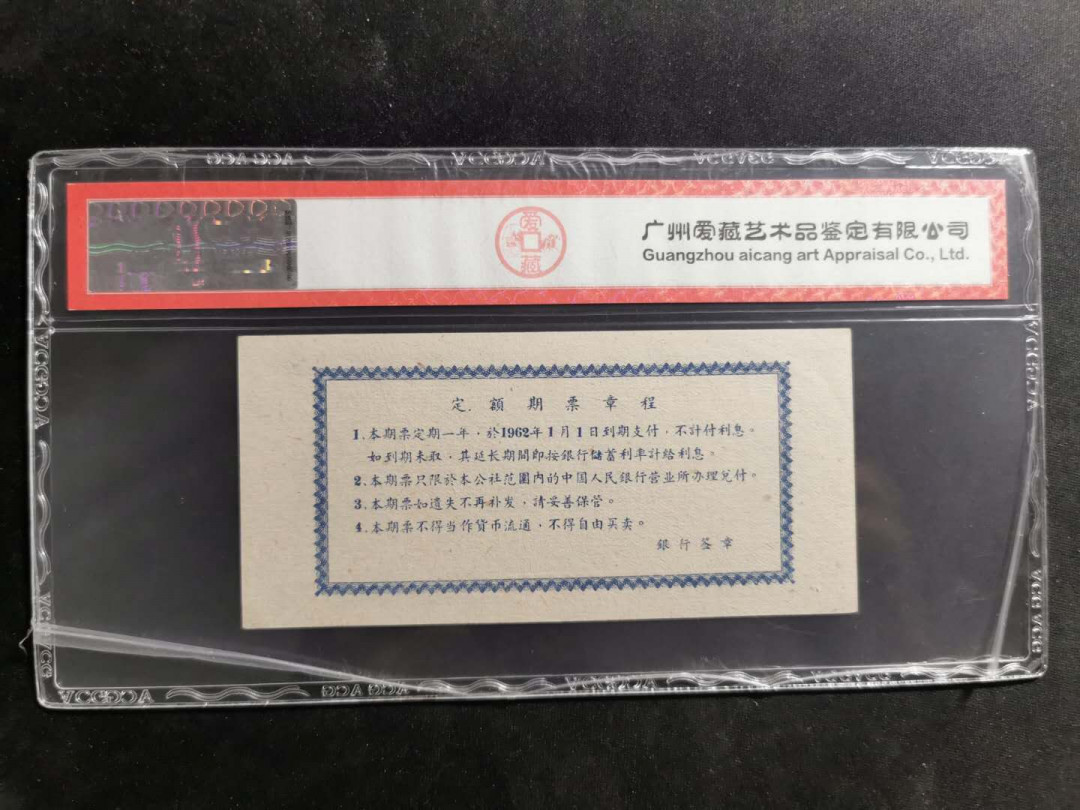 爱
藏
广州爱藏艺术品鉴定有限公司
Guangzhou aicang art Appraisal Co., Ltd.
定.額期票章程
1.本期票定期一年，於1962年1月1日到期支付，不計付利息。
如到期未取，其延长期間即按銀行儲蓄利率計給利息。
2.本期票只限於本公社范圍内的中国人民銀行营业所办理兑付。
3.本期票如遺失不再补发，請妥善保管。
4.本期票不得当作貨币流通，不得自由买卖。
銀行签章